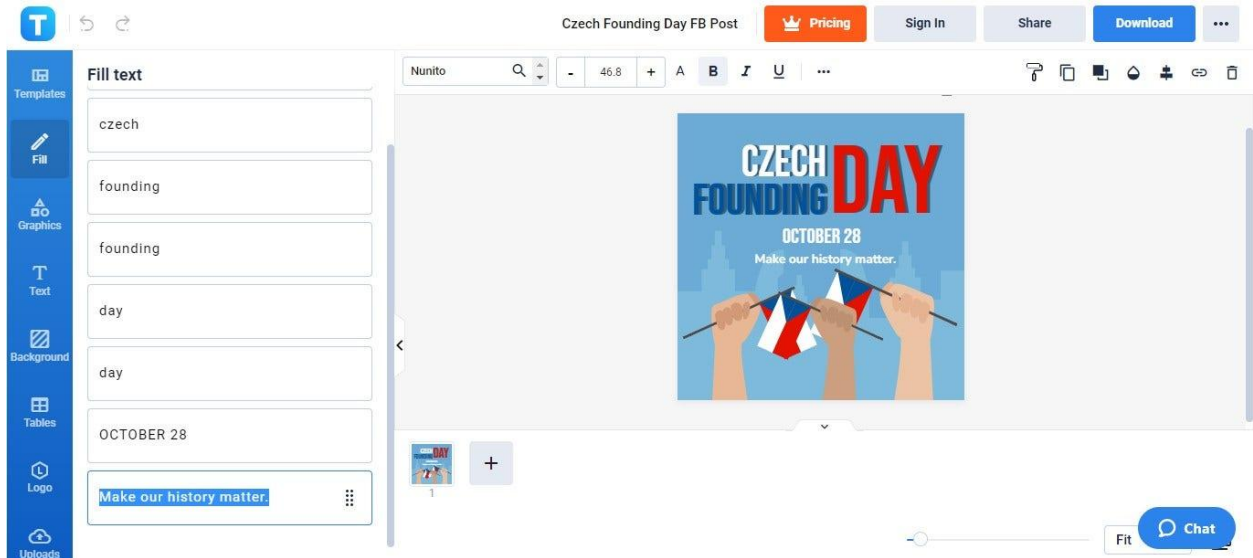 T
Czech Founding Day FB Post
Pricing
Sign In
Share
Download
Templates
Fill
Graphics
Text
Background
Tables
Logo
Uploads
Fill text
czech
founding
founding
day
day
OCTOBER 28
Make our history matter.
Nunito
- 46.8 + A B I U
CZECH
FOUNDING
DAY
OCTOBER 28
Make our history matter.
+
1
Fit
Chat